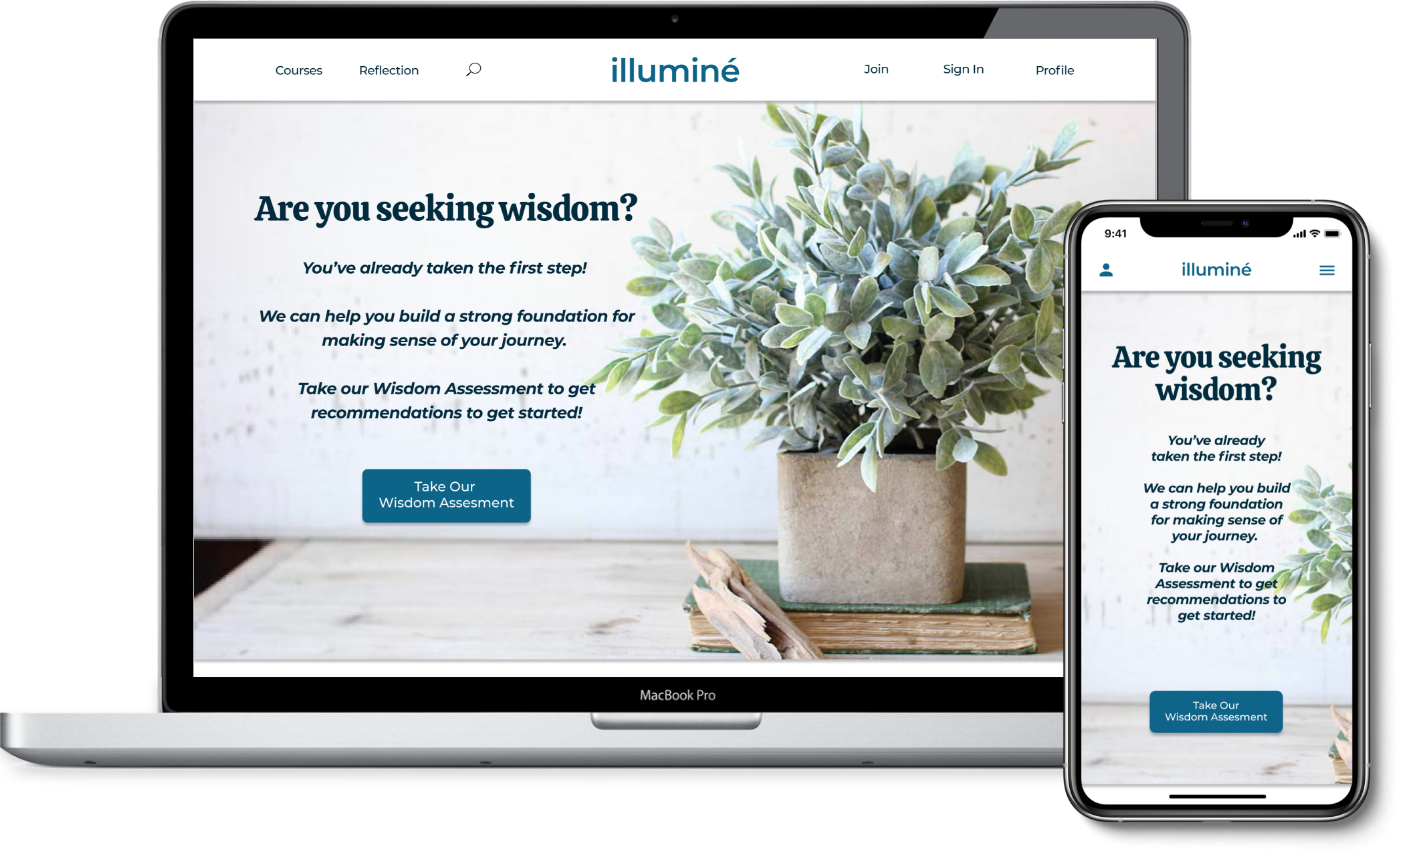 Courses Reflection illuminé Join Sign In Profile
Are you seeking wisdom?
You’ve already taken the first step!
We can help you build a strong foundation for
making sense of your journey.
Take our Wisdom Assessment to get
recommendations to get started!
Take Our
Wisdom Assesment
MacBook Pro
9:41
illuminé
Are you seeking
wisdom?
You’ve already
taken the first step!
We can help you build
a strong foundation
for making sense of
your journey.
Take our Wisdom
Assessment to get
recommendations to
get started!
Take Our
Wisdom Assesment